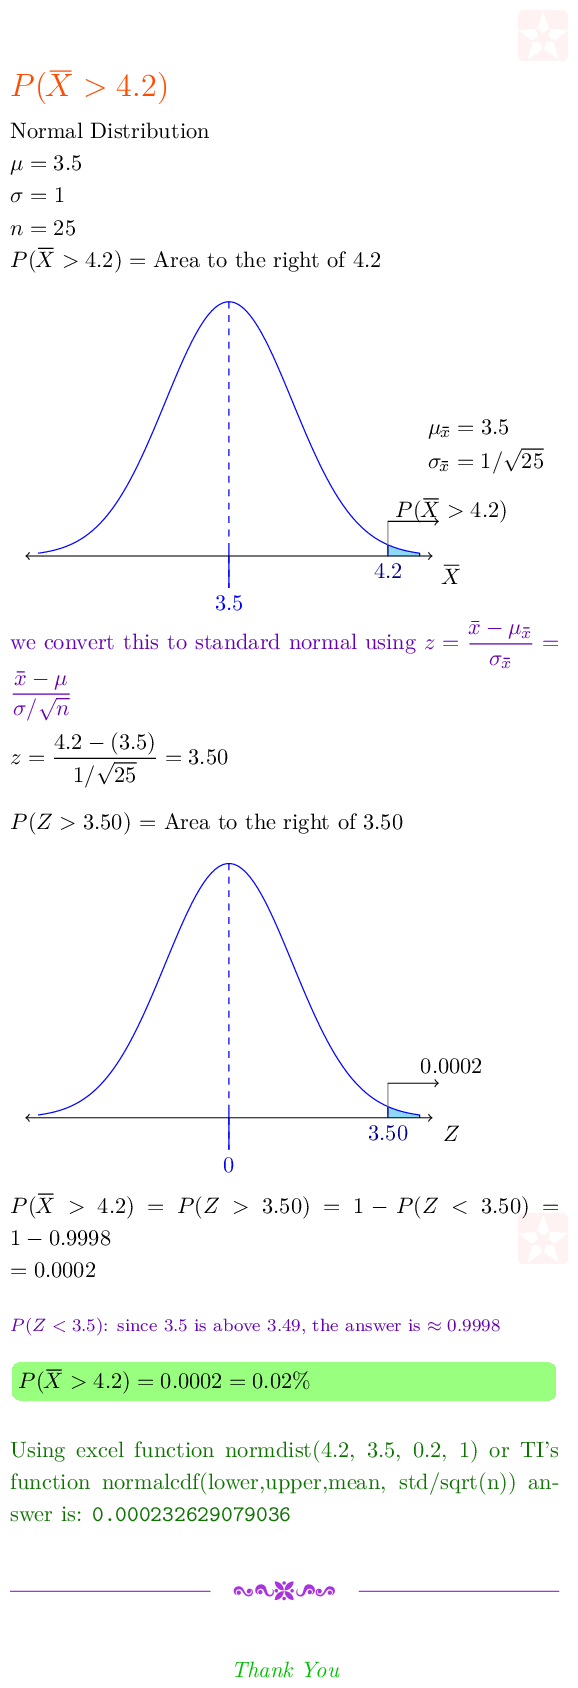 P(X̅ > 4.2)
Normal Distribution
μ = 3.5
σ = 1
n = 25
P(X̅ > 4.2) = Area to the right of 4.2
μ_x̄ = 3.5
σ_x̄ = 1/√25
P(X̅ > 4.2)
4.2
X̅
3.5
we convert this to standard normal using z = (x̄ − μ_x̄)/σ_x̄ =
(x̄ − μ)/(σ/√n)
z = (4.2 − (3.5))/(1/√25) = 3.50
P(Z > 3.50) = Area to the right of 3.50
0.0002
3.50
Z
0
P(X̅ > 4.2) = P(Z > 3.50) = 1 − P(Z < 3.50) =
1 − 0.9998
= 0.0002
P(Z < 3.5): since 3.5 is above 3.49, the answer is ≈ 0.9998
P(X̅ > 4.2) = 0.0002 = 0.02%
Using excel function normdist(4.2, 3.5, 0.2, 1) or TI's
function normalcdf(lower,upper,mean, std/sqrt(n)) an-
swer is: 0.000232629079036
Thank You